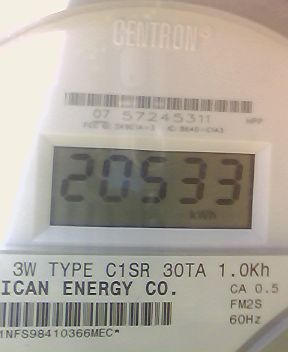 CENTRON®
07 57245311 HPP
20533
kWh
3W TYPE C1SR 30TA 1.0Kh
ICAN ENERGY CO. CA 0.5
FM2S
60Hz
1NFS98410366MEC*